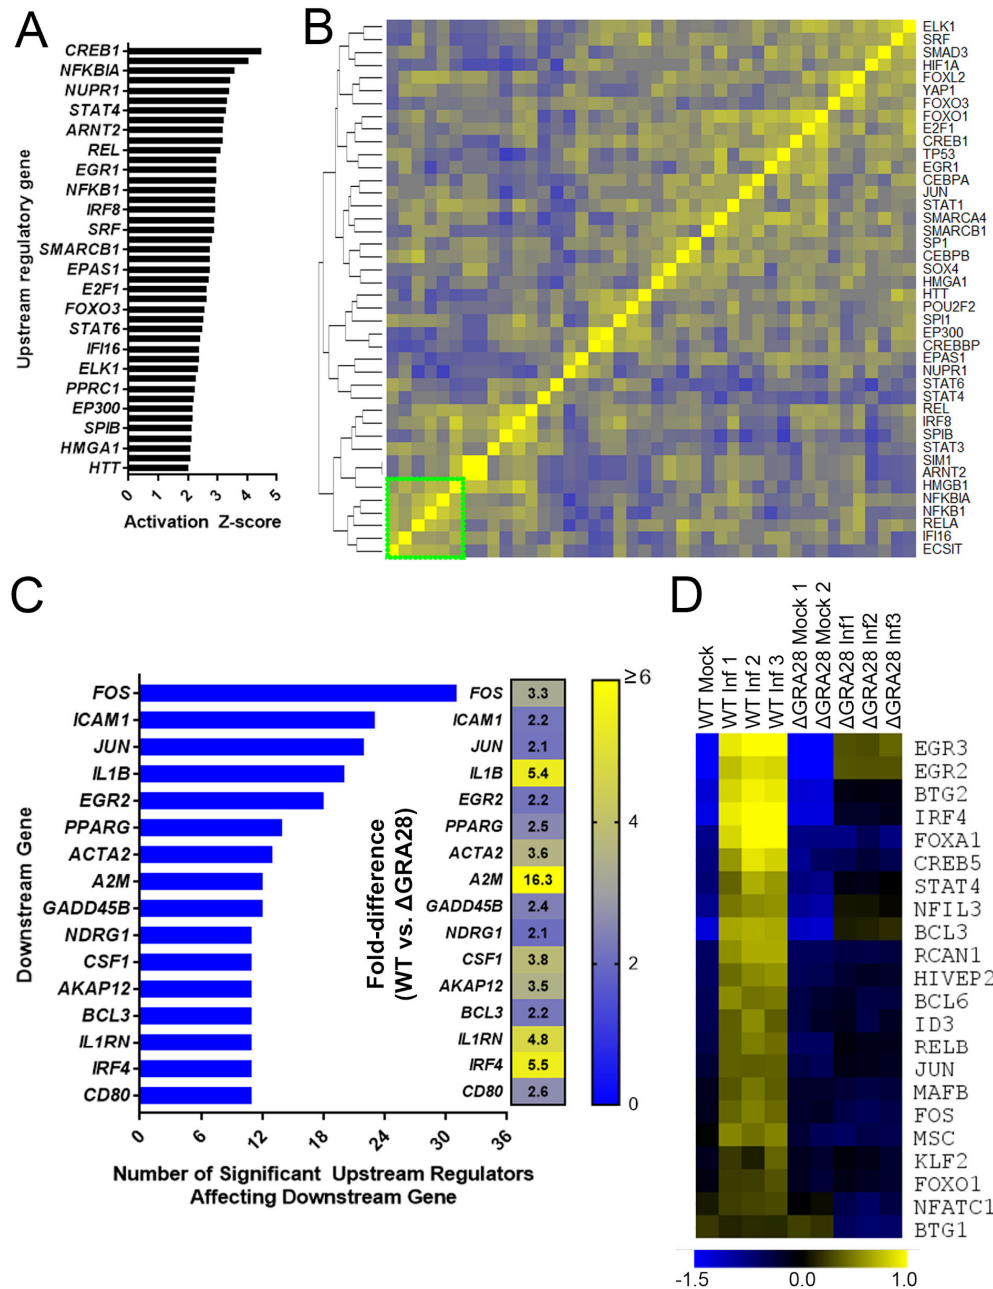 A
Upstream regulatory gene
CREB1
NFKBIA
NUPR1
STAT4
ARNT2
REL
EGR1
NFKB1
IRF8
SRF
SMARCB1
EPAS1
E2F1
FOXO3
STAT6
IFI16
ELK1
PPRC1
EP300
SPIB
HMGA1
HTT
0 1 2 3 4 5
Activation Z-score
B
ELK1
SRF
SMAD3
HIF1A
FOXL2
YAP1
FOXO3
FOXO1
E2F1
CREB1
TP53
EGR1
CEBPA
JUN
STAT1
SMARCA4
SMARCB1
SP1
CEBPB
SOX4
HMGA1
HTT
POU2F2
SPI1
EP300
CREBBP
EPAS1
NUPR1
STAT6
STAT4
REL
IRF8
SPIB
STAT3
SIM1
ARNT2
HMGB1
NFKBIA
NFKB1
RELA
IFI16
ECSIT
C
Downstream Gene
FOS
ICAM1
JUN
IL1B
EGR2
PPARG
ACTA2
A2M
GADD45B
NDRG1
CSF1
AKAP12
BCL3
IL1RN
IRF4
CD80
0 6 12 18 24 30 36
Number of Significant Upstream Regulators
Affecting Downstream Gene
Fold-difference
(WT vs. ΔGRA28)
FOS 3.3
ICAM1 2.2
JUN 2.1
IL1B 5.4
EGR2 2.2
PPARG 2.5
ACTA2 3.6
A2M 16.3
GADD45B 2.4
NDRG1 2.1
CSF1 3.8
AKAP12 3.5
BCL3 2.2
IL1RN 4.8
IRF4 5.5
CD80 2.6
≥6
4
2
0
D
WT Mock
WT Inf 1
WT Inf 2
WT Inf 3
ΔGRA28 Mock 1
ΔGRA28 Mock 2
ΔGRA28 Inf1
ΔGRA28 Inf2
ΔGRA28 Inf3
EGR3
EGR2
BTG2
IRF4
FOXA1
CREB5
STAT4
NFIL3
BCL3
RCAN1
HIVEP2
BCL6
ID3
RELB
JUN
MAFB
FOS
MSC
KLF2
FOXO1
NFATC1
BTG1
-1.5 0.0 1.0